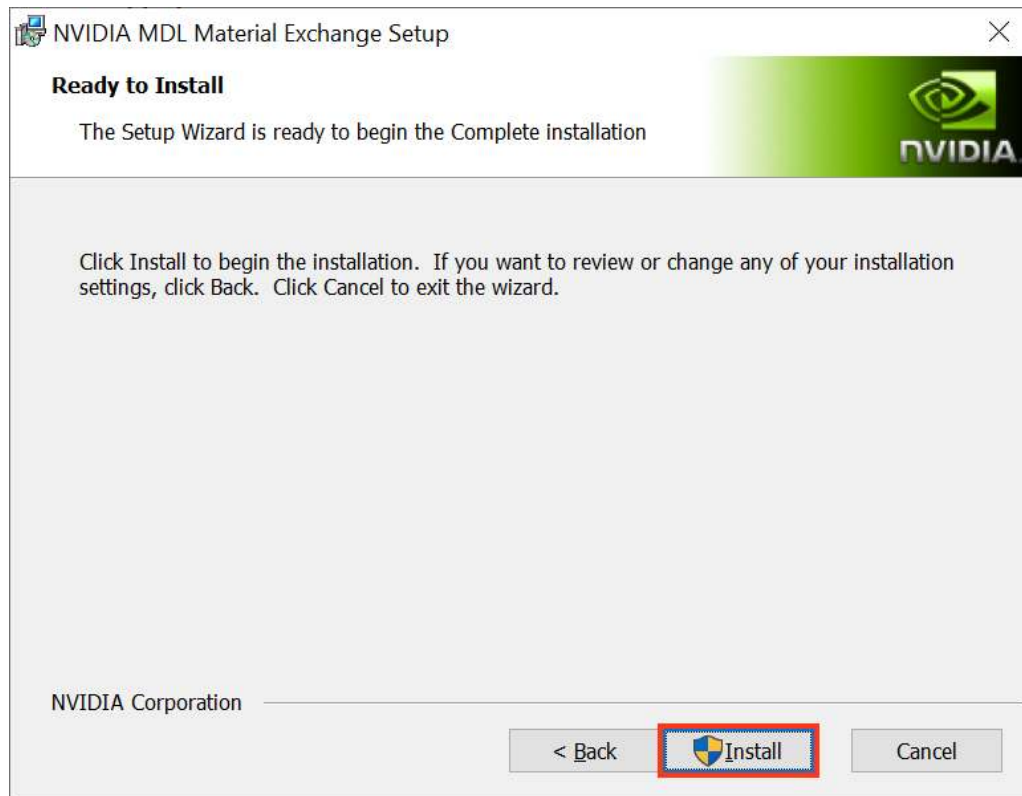 NVIDIA MDL Material Exchange Setup
Ready to Install
The Setup Wizard is ready to begin the Complete installation
NVIDIA.
Click Install to begin the installation.  If you want to review or change any of your installation
settings, click Back.  Click Cancel to exit the wizard.
NVIDIA Corporation
< Back
Install
Cancel